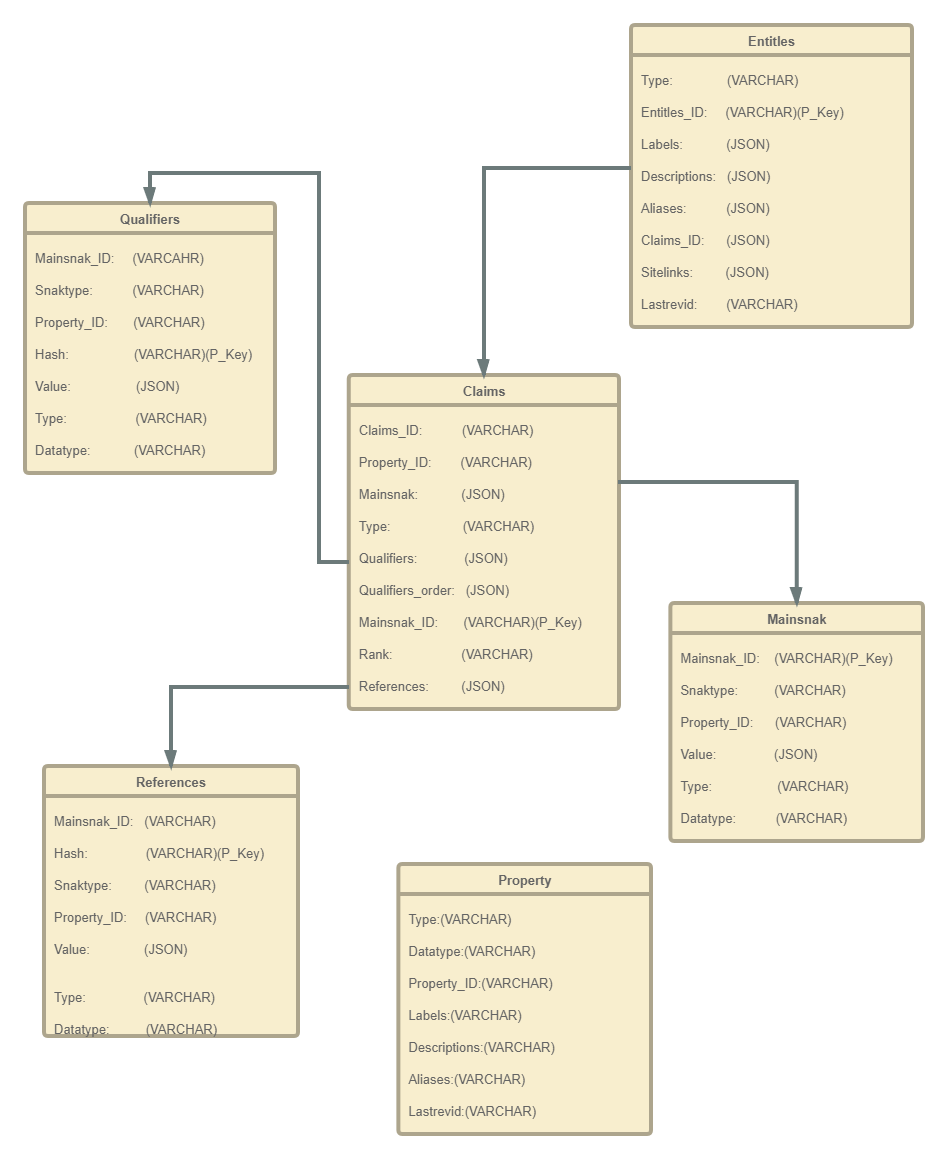 Entitles
Type: (VARCHAR)
Entitles_ID: (VARCHAR)(P_Key)
Labels: (JSON)
Descriptions: (JSON)
Aliases: (JSON)
Claims_ID: (JSON)
Sitelinks: (JSON)
Lastrevid: (VARCHAR)
Qualifiers
Mainsnak_ID: (VARCAHR)
Snaktype: (VARCHAR)
Property_ID: (VARCHAR)
Hash: (VARCHAR)(P_Key)
Value: (JSON)
Type: (VARCHAR)
Datatype: (VARCHAR)
Claims
Claims_ID: (VARCHAR)
Property_ID: (VARCHAR)
Mainsnak: (JSON)
Type: (VARCHAR)
Qualifiers: (JSON)
Qualifiers_order: (JSON)
Mainsnak_ID: (VARCHAR)(P_Key)
Rank: (VARCHAR)
References: (JSON)
Mainsnak
Mainsnak_ID: (VARCHAR)(P_Key)
Snaktype: (VARCHAR)
Property_ID: (VARCHAR)
Value: (JSON)
Type: (VARCHAR)
Datatype: (VARCHAR)
References
Mainsnak_ID: (VARCHAR)
Hash: (VARCHAR)(P_Key)
Snaktype: (VARCHAR)
Property_ID: (VARCHAR)
Value: (JSON)
Type: (VARCHAR)
Datatype: (VARCHAR)
Property
Type:(VARCHAR)
Datatype:(VARCHAR)
Property_ID:(VARCHAR)
Labels:(VARCHAR)
Descriptions:(VARCHAR)
Aliases:(VARCHAR)
Lastrevid:(VARCHAR)